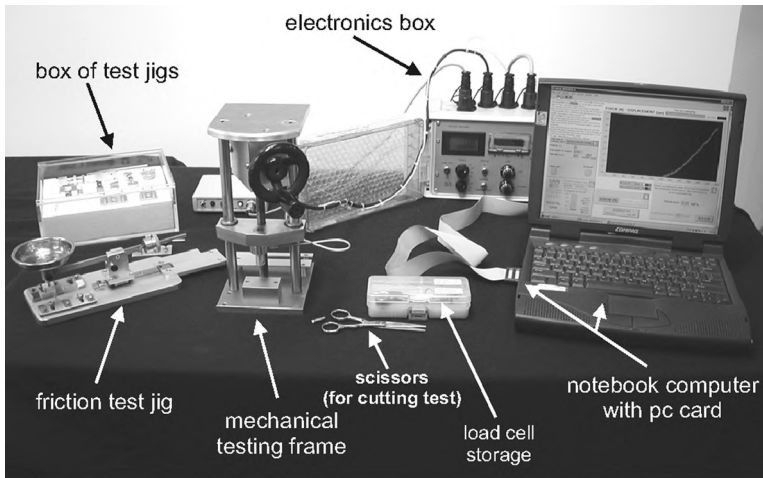 electronics box
box of test jigs
friction test jig
mechanical
testing frame
scissors
(for cutting test)
load cell
storage
notebook computer
with pc card
COMPAQ